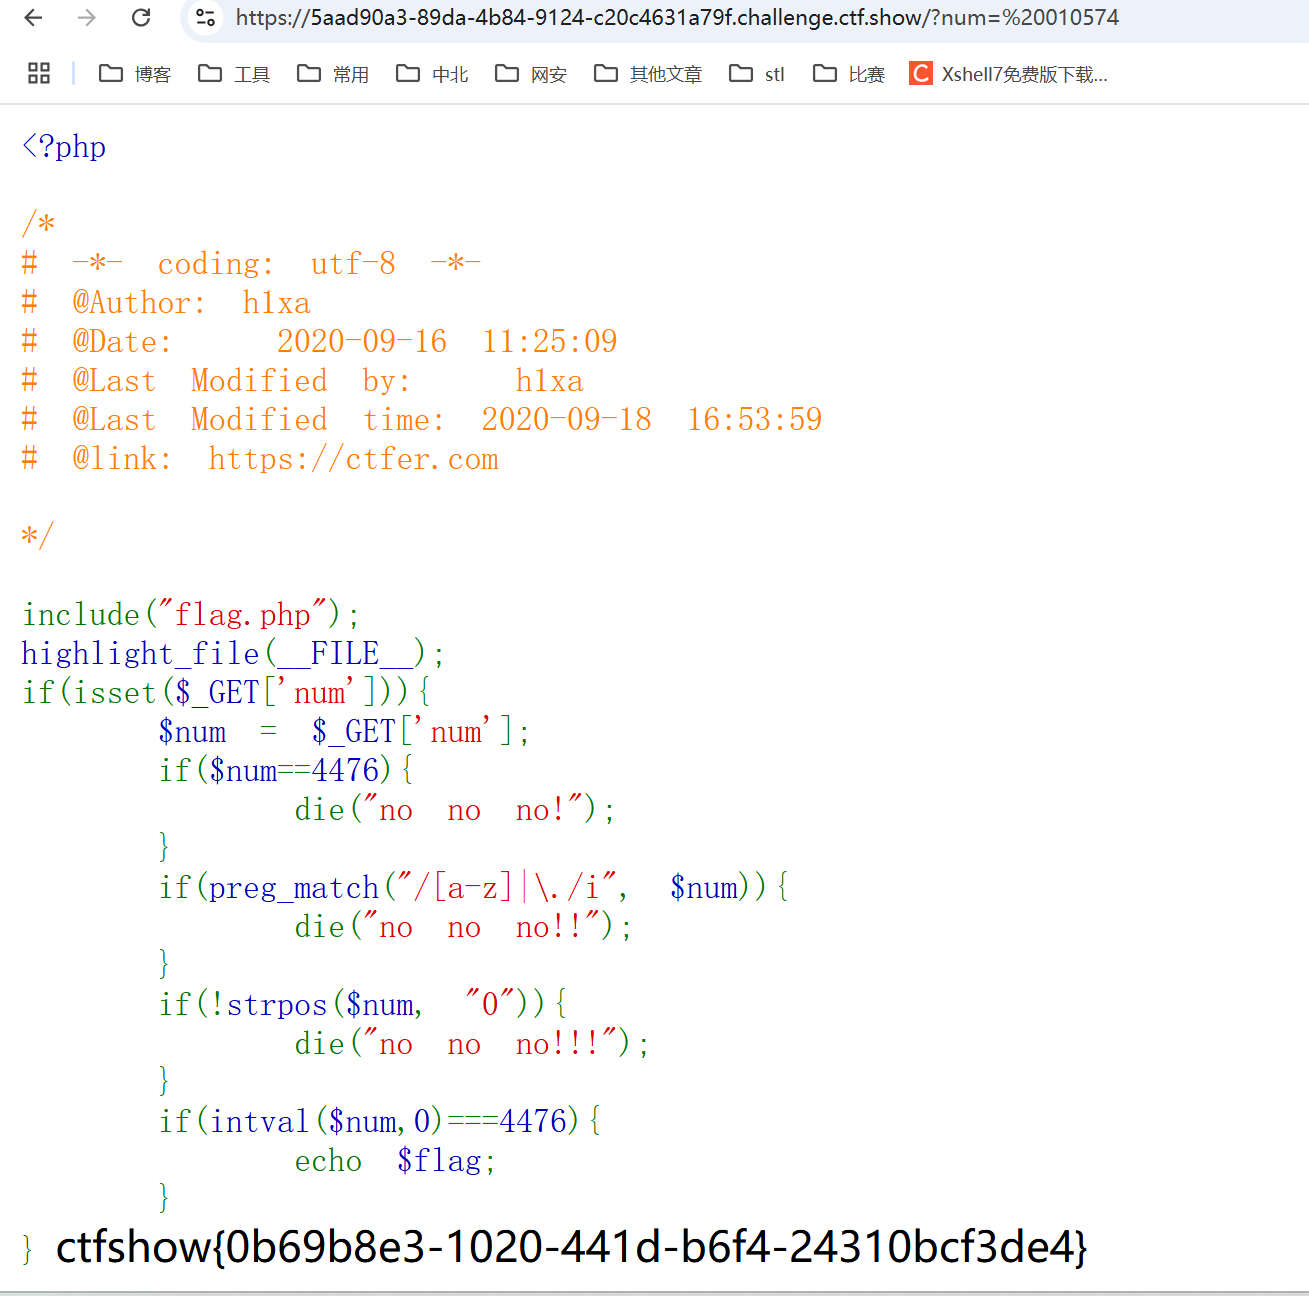 https://5aad90a3-89da-4b84-9124-c20c4631a79f.challenge.ctf.show/?num=%20010574
博客 工具 常用 中北 网安 其他文章 stl 比赛 C Xshell7免费版下载...
<?php
/*
# -*- coding: utf-8 -*-
# @Author: h1xa
# @Date: 2020-09-16 11:25:09
# @Last Modified by: h1xa
# @Last Modified time: 2020-09-18 16:53:59
# @link: https://ctfer.com
*/
include("flag.php");
highlight_file(__FILE__);
if(isset($_GET['num'])){
$num = $_GET['num'];
if($num==4476){
die("no no no!");
}
if(preg_match("/[a-z]|\./i", $num)){
die("no no no!!");
}
if(!strpos($num, "0")){
die("no no no!!!");
}
if(intval($num,0)===4476){
echo $flag;
}
} ctfshow{0b69b8e3-1020-441d-b6f4-24310bcf3de4}